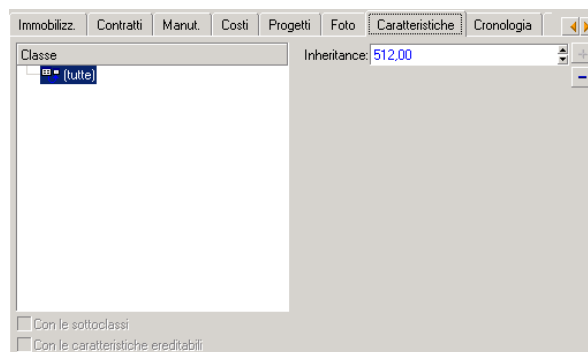 Immobilizz. Contratti Manut. Costi Progetti Foto Caratteristiche Cronologia
Classe
Inheritance: 512,00
(tutte)
Con le sottoclassi
Con le caratteristiche ereditabili